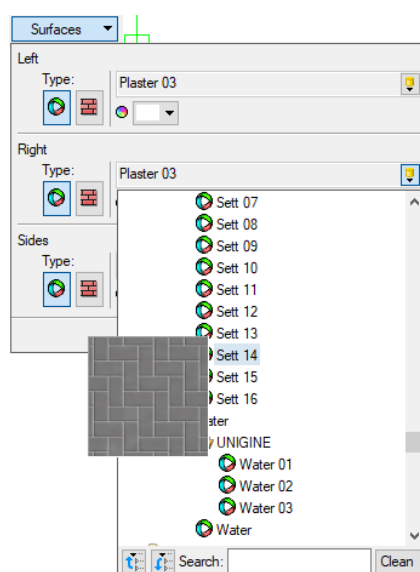 Surfaces
Left
Type:
Plaster 03
Right
Type:
Plaster 03
Sett 07
Sett 08
Sett 09
Sides
Sett 10
Type:
Sett 11
Sett 12
Sett 13
Sett 14
Sett 15
Sett 16
ater
UNIGINE
Water 01
Water 02
Water 03
Water
Search:
Clean